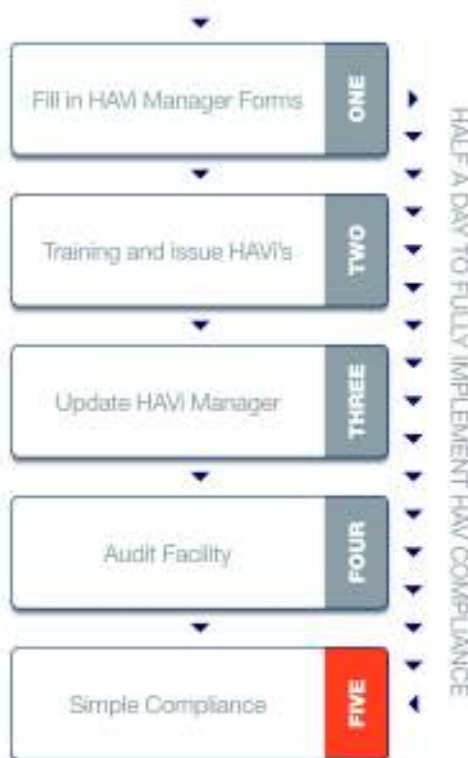 Fill in HAVi Manager Forms
ONE
Training and issue HAVi's
TWO
Update HAVi Manager
THREE
Audit Facility
FOUR
Simple Compliance
FIVE
HALF A DAY TO FULLY IMPLEMENT HAV COMPLIANCE